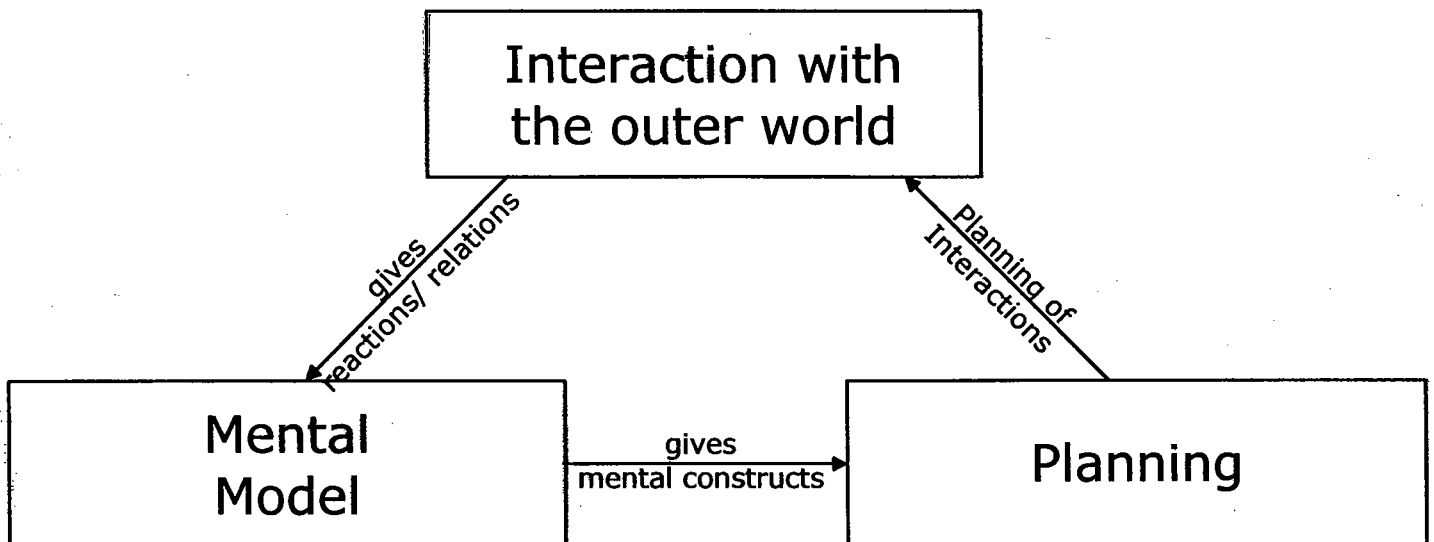 Interaction with
the outer world
gives
reactions/ relations
Planning of
Interactions
Mental
Model
gives
mental constructs
Planning